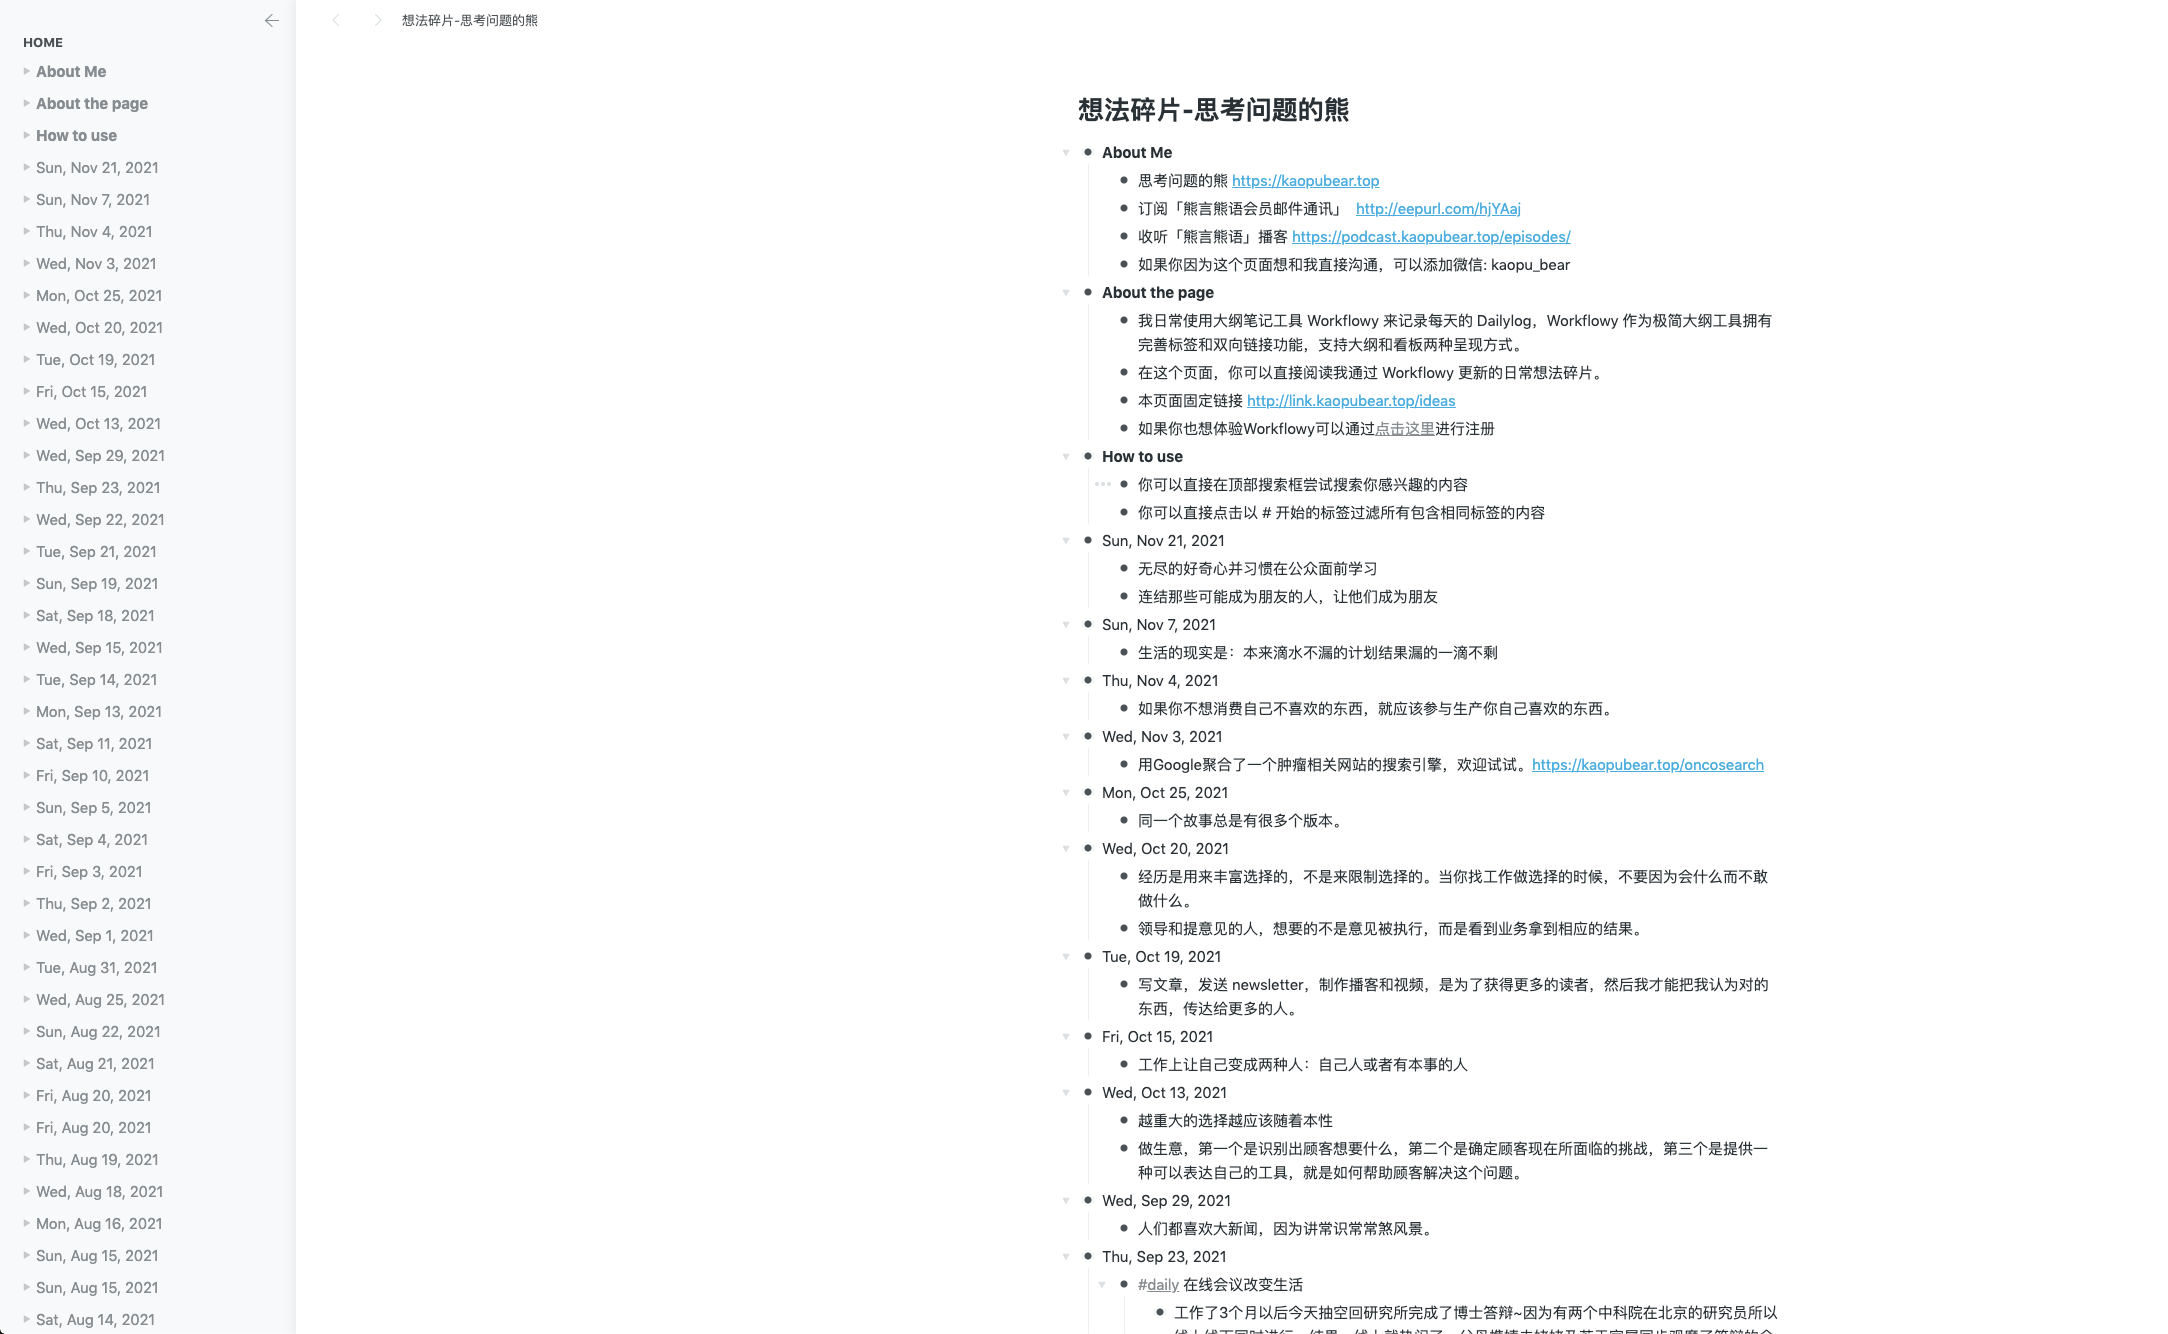 HOME
About Me
About the page
How to use
Sun, Nov 21, 2021
Sun, Nov 7, 2021
Thu, Nov 4, 2021
Wed, Nov 3, 2021
Mon, Oct 25, 2021
Wed, Oct 20, 2021
Tue, Oct 19, 2021
Fri, Oct 15, 2021
Wed, Oct 13, 2021
Wed, Sep 29, 2021
Thu, Sep 23, 2021
Wed, Sep 22, 2021
Tue, Sep 21, 2021
Sun, Sep 19, 2021
Sat, Sep 18, 2021
Wed, Sep 15, 2021
Tue, Sep 14, 2021
Mon, Sep 13, 2021
Sat, Sep 11, 2021
Fri, Sep 10, 2021
Sun, Sep 5, 2021
Sat, Sep 4, 2021
Fri, Sep 3, 2021
Thu, Sep 2, 2021
Wed, Sep 1, 2021
Tue, Aug 31, 2021
Wed, Aug 25, 2021
Sun, Aug 22, 2021
Sat, Aug 21, 2021
Fri, Aug 20, 2021
Fri, Aug 20, 2021
Thu, Aug 19, 2021
Wed, Aug 18, 2021
Mon, Aug 16, 2021
Sun, Aug 15, 2021
Sun, Aug 15, 2021
Sat, Aug 14, 2021
想法碎片-思考问题的熊
想法碎片-思考问题的熊
About Me
思考问题的熊 https://kaopubear.top
订阅「熊言熊语会员邮件通讯」 http://eepurl.com/hjYAaj
收听「熊言熊语」播客 https://podcast.kaopubear.top/episodes/
如果你因为这个页面想和我直接沟通，可以添加微信: kaopu_bear
About the page
我日常使用大纲笔记工具 Workflowy 来记录每天的 Dailylog，Workflowy 作为极简大纲工具拥有
完善标签和双向链接功能，支持大纲和看板两种呈现方式。
在这个页面，你可以直接阅读我通过 Workflowy 更新的日常想法碎片。
本页面固定链接 http://link.kaopubear.top/ideas
如果你也想体验Workflowy可以通过点击这里进行注册
How to use
你可以直接在顶部搜索框尝试搜索你感兴趣的内容
你可以直接点击以 # 开始的标签过滤所有包含相同标签的内容
Sun, Nov 21, 2021
无尽的好奇心并习惯在公众面前学习
连结那些可能成为朋友的人，让他们成为朋友
Sun, Nov 7, 2021
生活的现实是：本来滴水不漏的计划结果漏的一滴不剩
Thu, Nov 4, 2021
如果你不想消费自己不喜欢的东西，就应该参与生产你自己喜欢的东西。
Wed, Nov 3, 2021
用Google聚合了一个肿瘤相关网站的搜索引擎，欢迎试试。https://kaopubear.top/oncosearch
Mon, Oct 25, 2021
同一个故事总是有很多个版本。
Wed, Oct 20, 2021
经历是用来丰富选择的，不是来限制选择的。当你找工作做选择的时候，不要因为会什么而不敢
做什么。
领导和提意见的人，想要的不是意见被执行，而是看到业务拿到相应的结果。
Tue, Oct 19, 2021
写文章，发送 newsletter，制作播客和视频，是为了获得更多的读者，然后我才能把我认为对的
东西，传达给更多的人。
Fri, Oct 15, 2021
工作上让自己变成两种人：自己人或者有本事的人
Wed, Oct 13, 2021
越重大的选择越应该随着本性
做生意，第一个是识别出顾客想要什么，第二个是确定顾客现在所面临的挑战，第三个是提供一
种可以表达自己的工具，就是如何帮助顾客解决这个问题。
Wed, Sep 29, 2021
人们都喜欢大新闻，因为讲常识常常煞风景。
Thu, Sep 23, 2021
#daily 在线会议改变生活
工作了3个月以后今天抽空回研究所完成了博士答辩~因为有两个中科院在北京的研究员所以